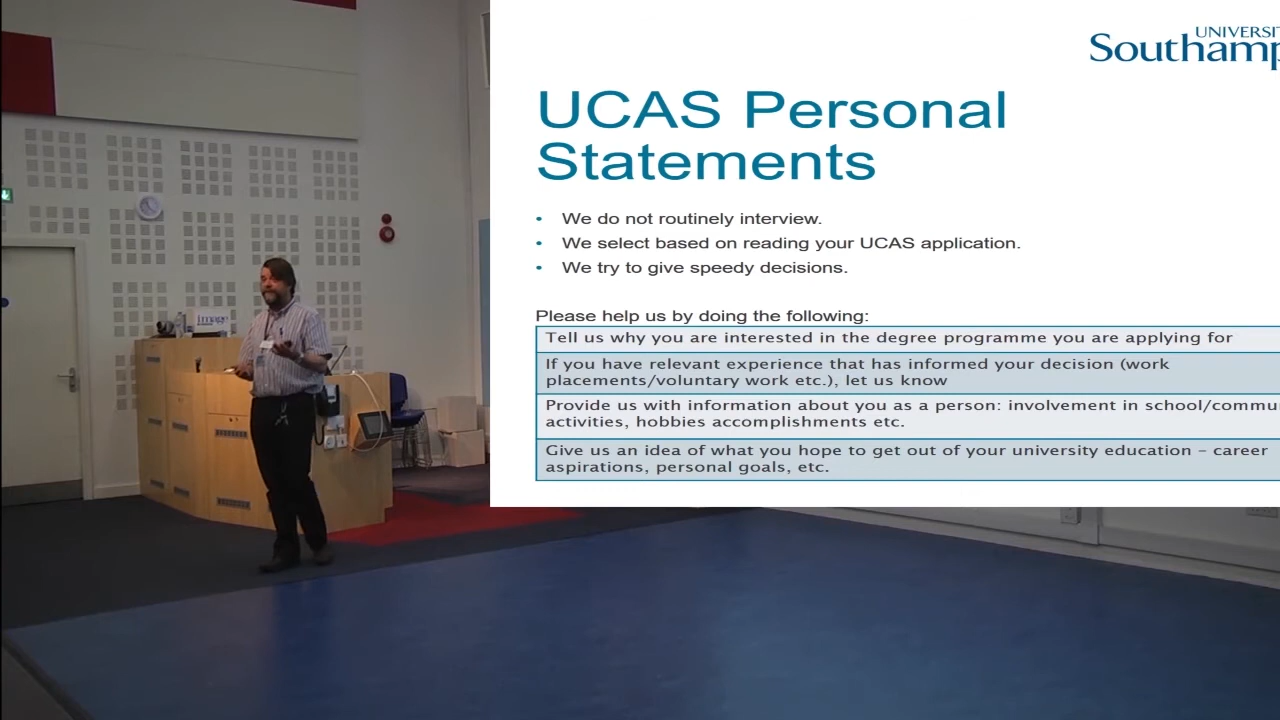 UNIVERSIT
Southamp
UCAS Personal
Statements
• We do not routinely interview.
• We select based on reading your UCAS application.
• We try to give speedy decisions.
Please help us by doing the following:
Tell us why you are interested in the degree programme you are applying for
If you have relevant experience that has informed your decision (work
placements/voluntary work etc.), let us know
Provide us with information about you as a person: involvement in school/commu
activities, hobbies accomplishments etc.
Give us an idea of what you hope to get out of your university education – career
aspirations, personal goals, etc.
image